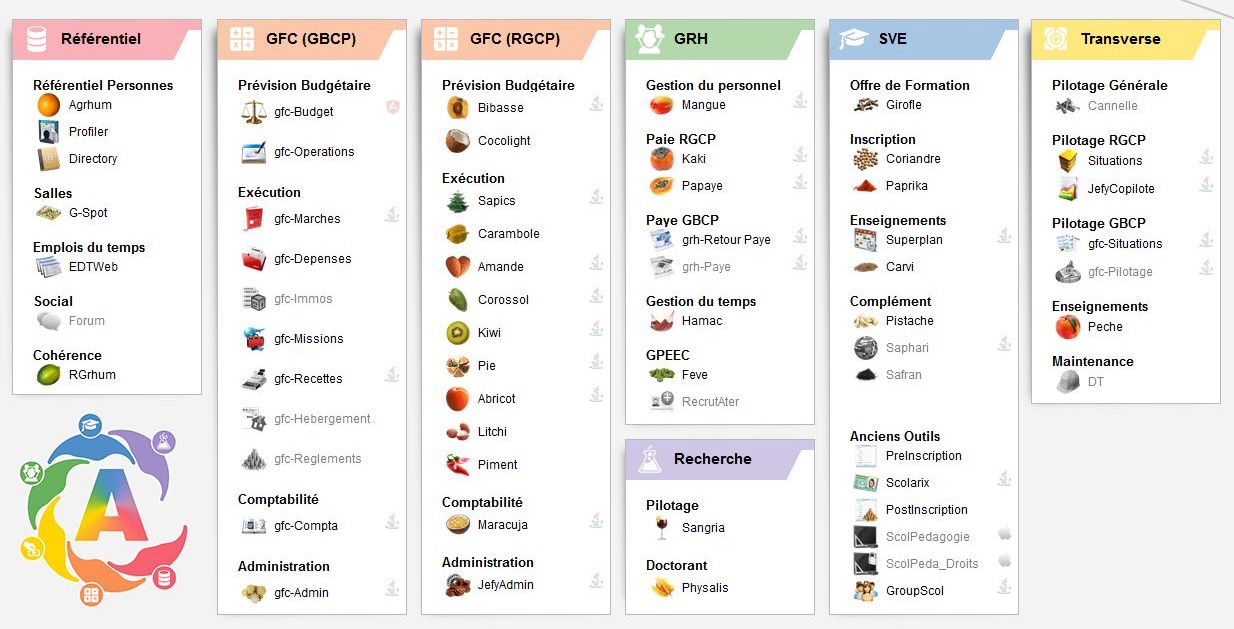 Référentiel
Référentiel Personnes
Agrhum
Profiler
Directory
Salles
G-Spot
Emplois du temps
EDTWeb
Social
Forum
Cohérence
RGrhum
A
GFC (GBCP)
Prévision Budgétaire
gfc-Budget
gfc-Operations
Exécution
gfc-Marches
gfc-Depenses
gfc-Immos
gfc-Missions
gfc-Recettes
gfc-Hebergement
gfc-Reglements
Comptabilité
gfc-Compta
Administration
gfc-Admin
GFC (RGCP)
Prévision Budgétaire
Bibasse
Cocolight
Exécution
Sapics
Carambole
Amande
Corossol
Kiwi
Pie
Abricot
Litchi
Piment
Comptabilité
Maracuja
Administration
JefyAdmin
GRH
Gestion du personnel
Mangue
Paie RGCP
Kaki
Papaye
Paye GBCP
grh-Retour Paye
grh-Paye
Gestion du temps
Hamac
GPEEC
Feve
RecrutAter
Recherche
Pilotage
Sangria
Doctorant
Physalis
SVE
Offre de Formation
Girofle
Inscription
Coriandre
Paprika
Enseignements
Superplan
Carvi
Complément
Pistache
Saphari
Safran
Anciens Outils
PreInscription
Scolarix
PostInscription
ScolPedagogie
ScolPeda_Droits
GroupScol
Transverse
Pilotage Générale
Cannelle
Pilotage RGCP
Situations
JefyCopilote
Pilotage GBCP
gfc-Situations
gfc-Pilotage
Enseignements
Peche
Maintenance
DT